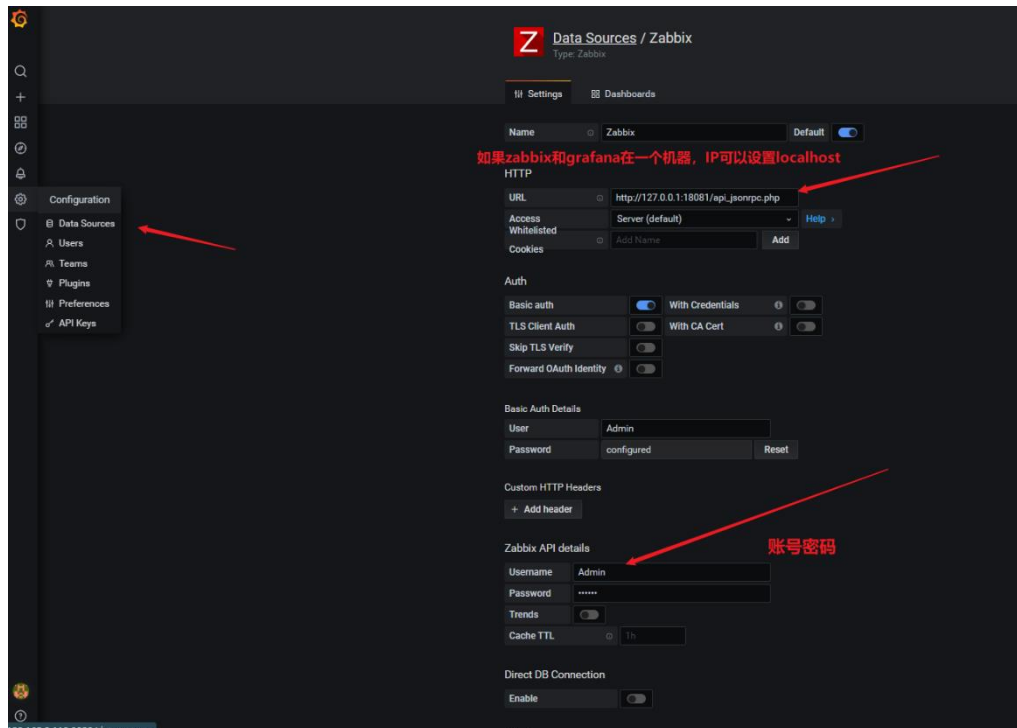 Data Sources / Zabbix
Type: Zabbix
Settings
Dashboards
Name
Zabbix
Default
如果zabbix和grafana在一个机器，IP可以设置localhost
HTTP
URL
http://127.0.0.1:18081/api_jsonrpc.php
Access
Server (default)
Help ›
Whitelisted
Cookies
Add Name
Add
Configuration
Data Sources
Users
Teams
Plugins
Preferences
API Keys
Auth
Basic auth
With Credentials
TLS Client Auth
With CA Cert
Skip TLS Verify
Forward OAuth Identity
Basic Auth Details
User
Admin
Password
configured
Reset
Custom HTTP Headers
+ Add header
Zabbix API details
账号密码
Username
Admin
Password
••••••
Trends
Cache TTL
1h
Direct DB Connection
Enable